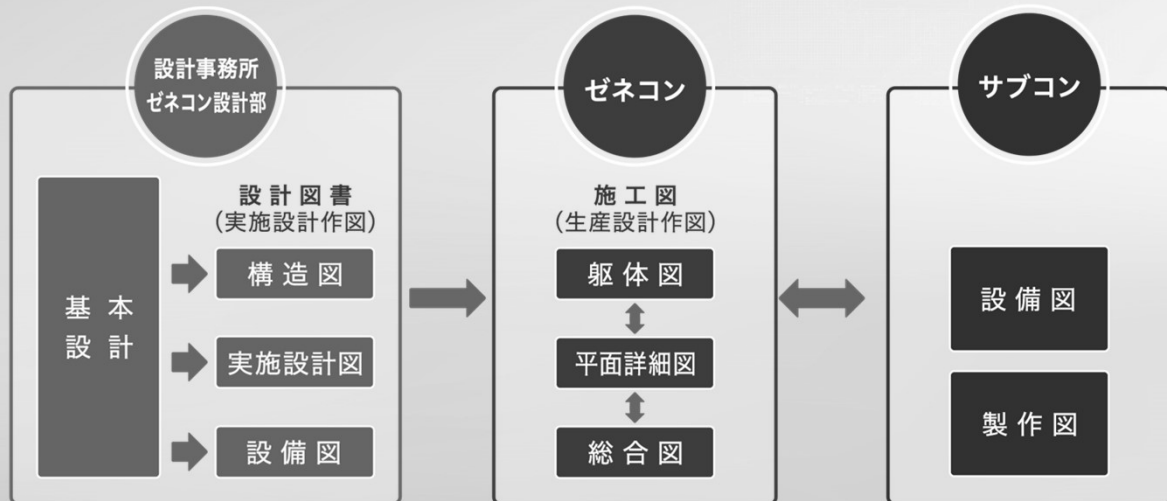 設計事務所
ゼネコン設計部
基本
設計
設計図書
(実施設計作図)
構造図
実施設計図
設備図
ゼネコン
施工図
(生産設計作図)
躯体図
平面詳細図
総合図
サブコン
設備図
製作図